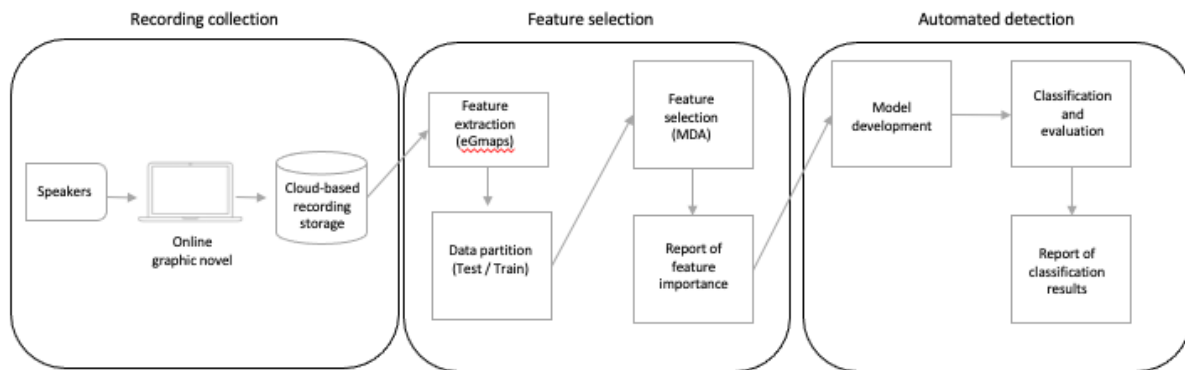 Recording collection
Feature selection
Automated detection
Speakers
Online
graphic novel
Cloud-based
recording
storage
Feature
extraction
(eGmaps)
Data partition
(Test / Train)
Feature
selection
(MDA)
Report of
feature
importance
Model
development
Classification
and
evaluation
Report of
classification
results